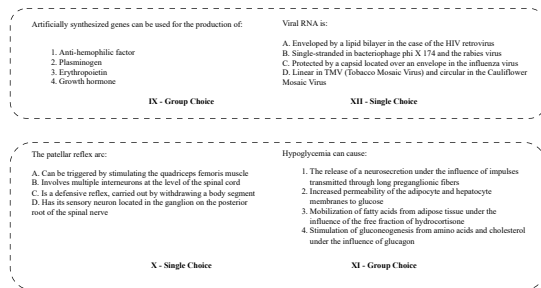 Artificially synthesized genes can be used for the production of:
1. Anti-hemophilic factor
2. Plasminogen
3. Erythropoietin
4. Growth hormone
IX - Group Choice
Viral RNA is:
A. Enveloped by a lipid bilayer in the case of the HIV retrovirus
B. Single-stranded in bacteriophage phi X 174 and the rabies virus
C. Protected by a capsid located over an envelope in the influenza virus
D. Linear in TMV (Tobacco Mosaic Virus) and circular in the Cauliflower
Mosaic Virus
XII - Single Choice
The patellar reflex arc:
A. Can be triggered by stimulating the quadriceps femoris muscle
B. Involves multiple interneurons at the level of the spinal cord
C. Is a defensive reflex, carried out by withdrawing a body segment
D. Has its sensory neuron located in the ganglion on the posterior
root of the spinal nerve
X - Single Choice
Hypoglycemia can cause:
1. The release of a neurosecretion under the influence of impulses
transmitted through long preganglionic fibers
2. Increased permeability of the adipocyte and hepatocyte
membranes to glucose
3. Mobilization of fatty acids from adipose tissue under the
influence of the free fraction of hydrocortisone
4. Stimulation of gluconeogenesis from amino acids and cholesterol
under the influence of glucagon
XI - Group Choice